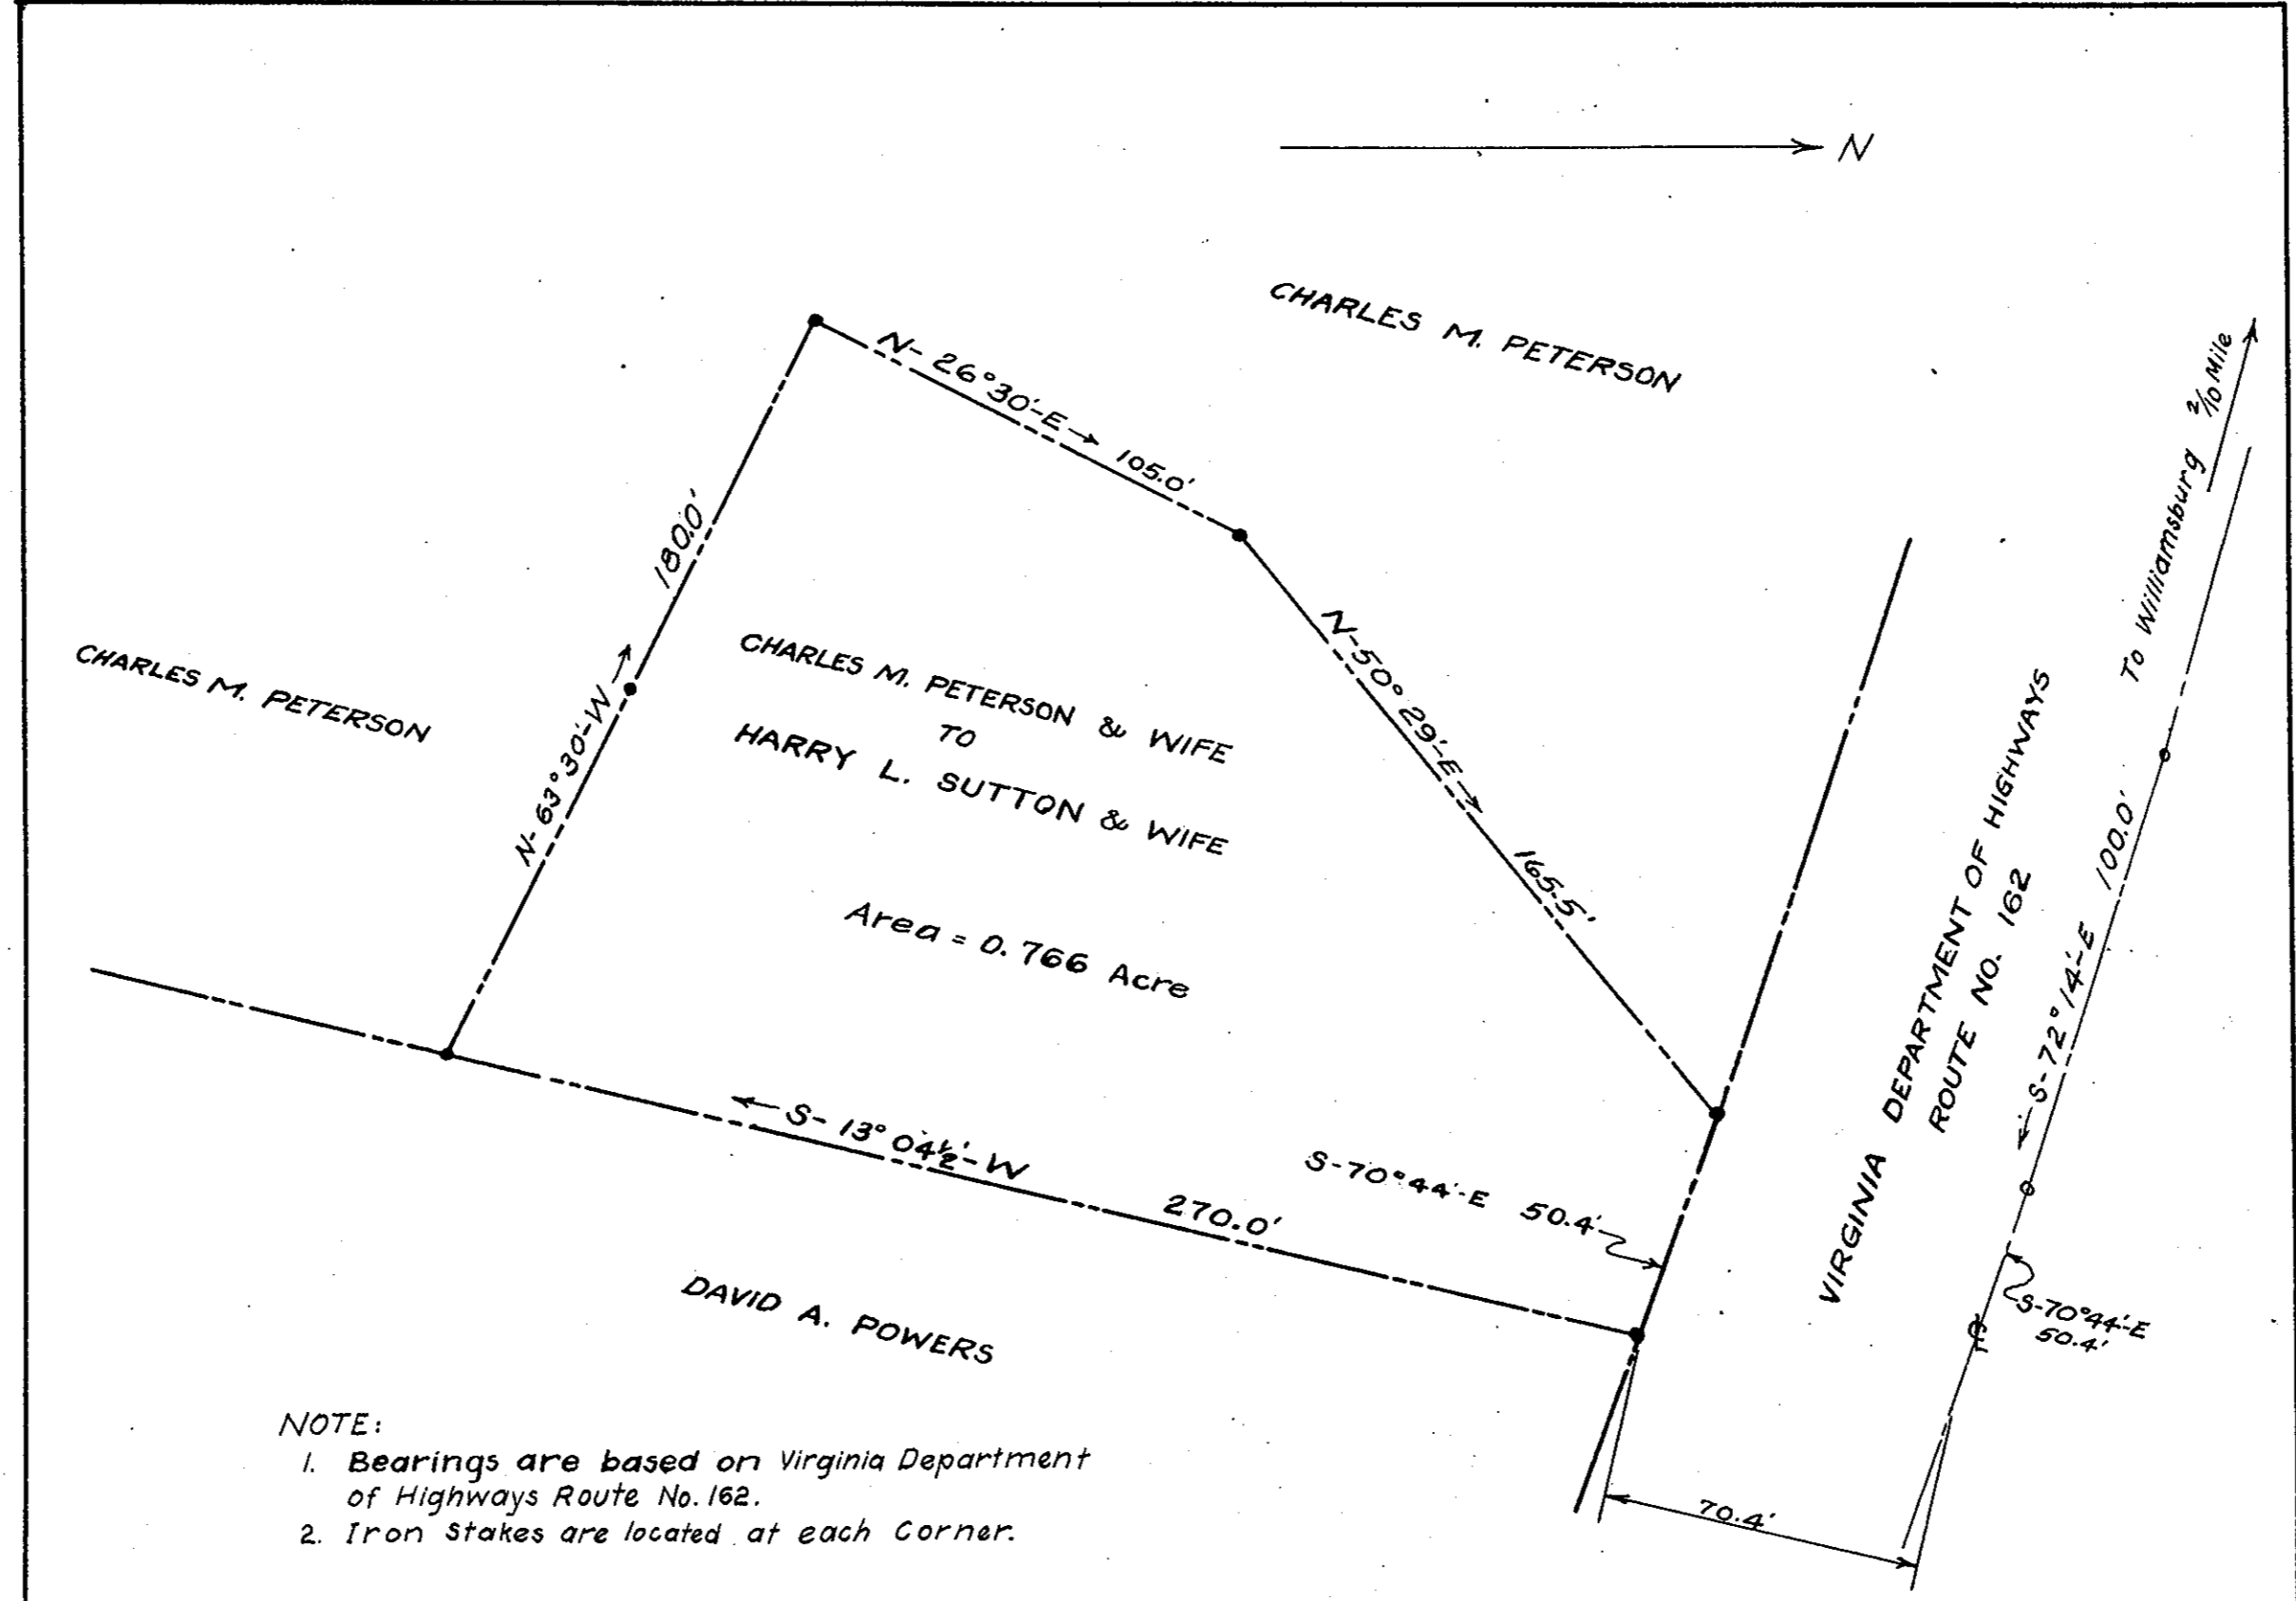 N
CHARLES M. PETERSON
N-26°30'-E 105.0'
180.0'
N-63°30'-W
CHARLES M. PETERSON
CHARLES M. PETERSON & WIFE
TO
HARRY L. SUTTON & WIFE
Area = 0.766 Acre
N-50°29'-E 165.5'
To Williamsburg 2/10 Mile
VIRGINIA DEPARTMENT OF HIGHWAYS
ROUTE NO. 162
S-72°14'-E 100.0'
S-13°04½'-W 270.0'
S-70°44'-E 50.4'
S-70°44'-E
50.4'
DAVID A. POWERS
70.4'
NOTE:
1. Bearings are based on Virginia Department
of Highways Route No. 162.
2. Iron Stakes are located at each Corner.